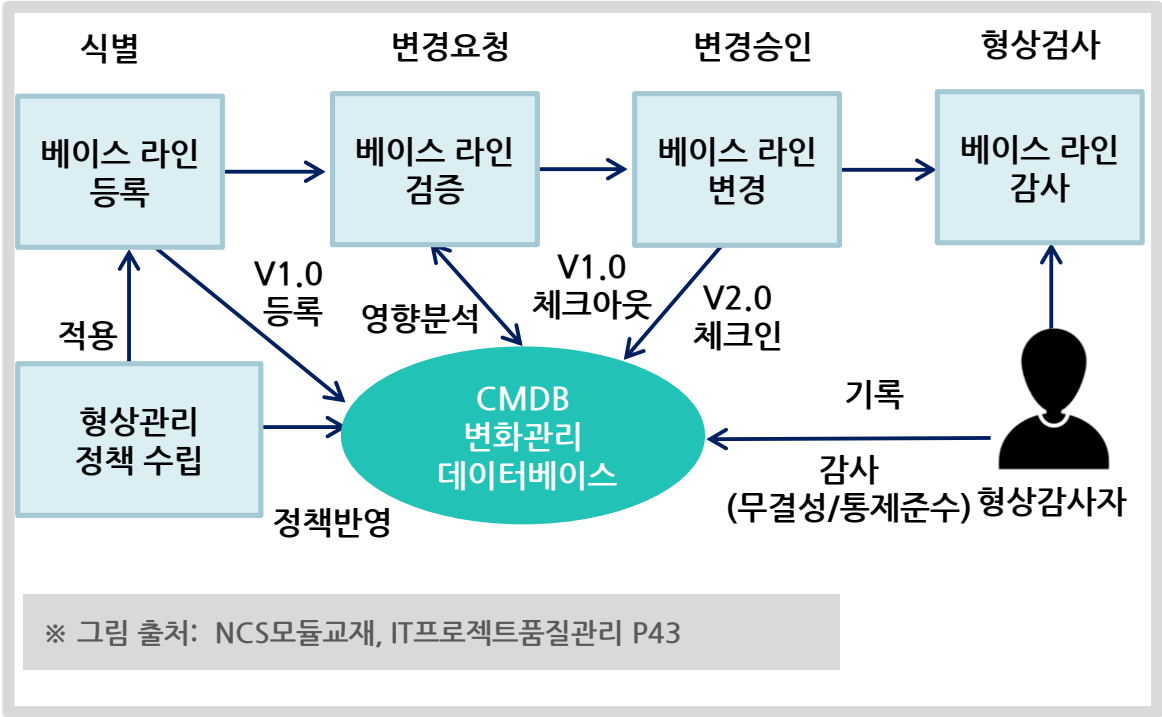 식별
변경요청
변경승인
형상검사
베이스 라인
등록
베이스 라인
검증
베이스 라인
변경
베이스 라인
감사
적용
V1.0
등록
영향분석
V1.0
체크아웃
V2.0
체크인
형상관리
정책 수립
정책반영
CMDB
변화관리
데이터베이스
기록
감사
(무결성/통제준수)
형상감사자
※ 그림 출처: NCS모듈교재, IT프로젝트품질관리 P43